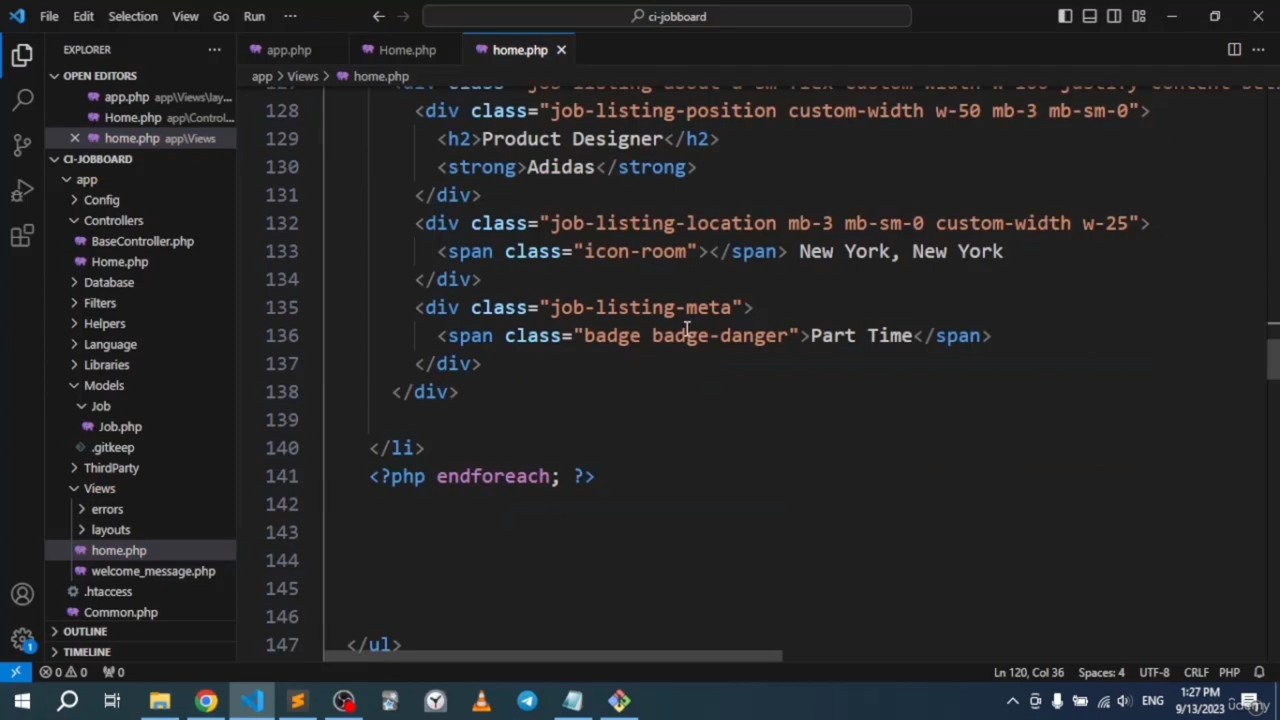 File Edit Selection View Go Run ··· ci-jobboard
EXPLORER ··· app.php Home.php home.php
OPEN EDITORS
app.php app\Views\lay...
Home.php app\Control...
home.php app\Views
CI-JOBBOARD
app
Config
Controllers
BaseController.php
Home.php
Database
Filters
Helpers
Language
Libraries
Models
Job
Job.php
.gitkeep
ThirdParty
Views
errors
layouts
home.php
welcome_message.php
.htaccess
Common.php
OUTLINE
TIMELINE
app > Views > home.php
128 <div class="job-listing-position custom-width w-50 mb-3 mb-sm-0">
129 <h2>Product Designer</h2>
130 <strong>Adidas</strong>
131 </div>
132 <div class="job-listing-location mb-3 mb-sm-0 custom-width w-25">
133 <span class="icon-room"></span> New York, New York
134 </div>
135 <div class="job-listing-meta">
136 <span class="badge badge-danger">Part Time</span>
137 </div>
138 </div>
139
140 </li>
141 <?php endforeach; ?>
142
143
144
145
146
147 </ul>
0 0 0 Ln 120, Col 36 Spaces: 4 UTF-8 CRLF PHP
1
ENG 1:27 PM
9/13/2023
udemy